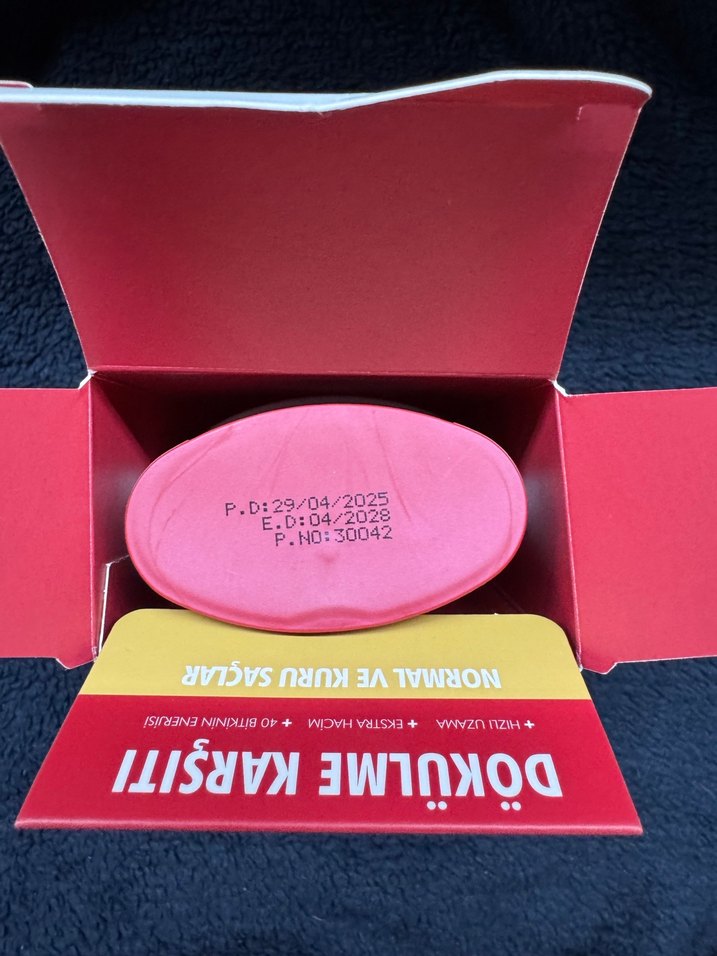 P.D:29/04/2025
E.D:04/2028
P.NO:30042
DÖKÜLME KARŞITI
+ HIZLI UZAMA + EKSTRA HACİM + 40 BİTKİNİN ENERJİSİ
NORMAL VE KURU SAÇLAR